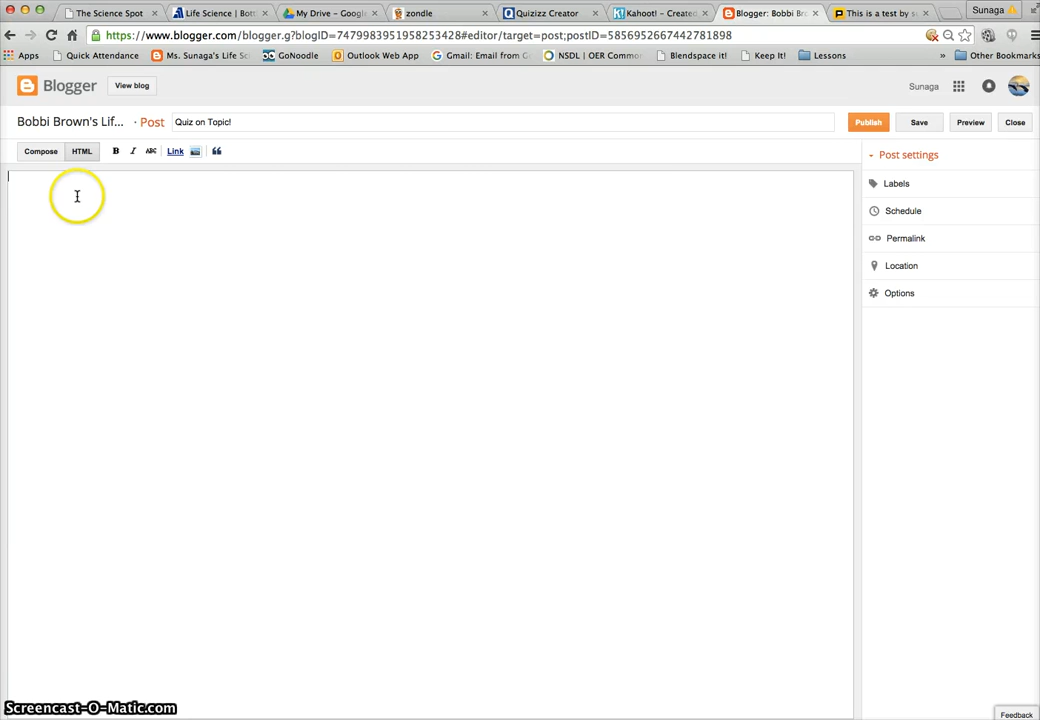 The Science Spot
Life Science | Bott
My Drive – Google
zondle
Quizizz Creator
Kahoot! – Created
Blogger: Bobbi Br
This is a test by s
Sunaga
https://www.blogger.com/blogger.g?blogID=7479983951958253428#editor/target=post;postID=5856952667442781898
Apps
Quick Attendance
Ms. Sunaga's Life Sc
GoNoodle
Outlook Web App
Gmail: Email from G
NSDL | OER Comm
Blendspace it!
Keep It!
Lessons
»
Other Bookmarks
Blogger
View blog
Sunaga
Bobbi Brown's Lif... · Post
Quiz on Topic!
Publish
Save
Preview
Close
Compose
HTML
B
I
ABC
Link
Post settings
Labels
Schedule
Permalink
Location
Options
Screencast-O-Matic.com
Feedback